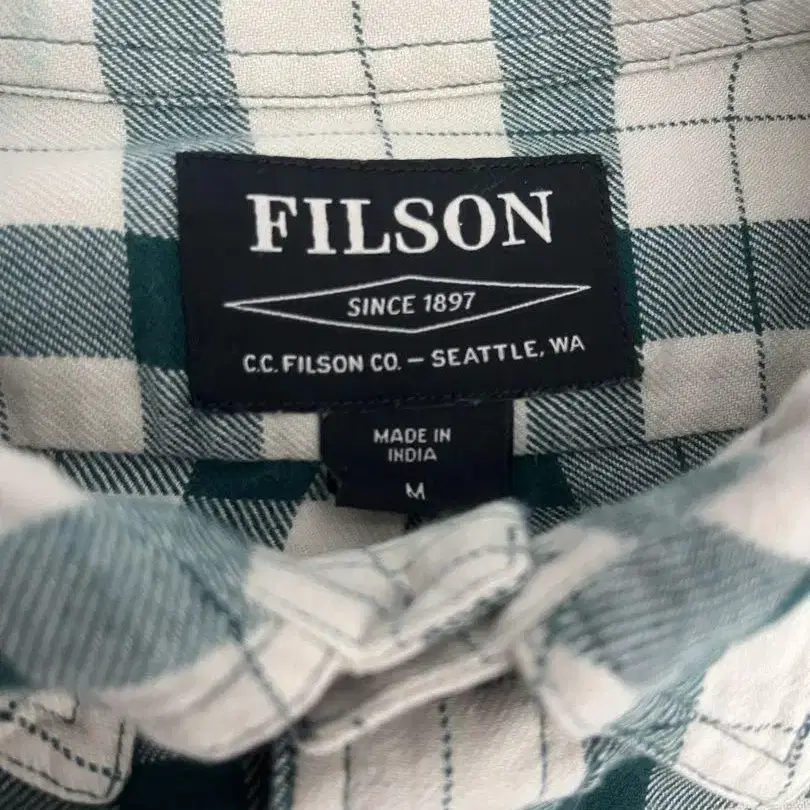 FILSON
SINCE 1897
C.C. FILSON CO. – SEATTLE, WA
MADE IN
INDIA
M